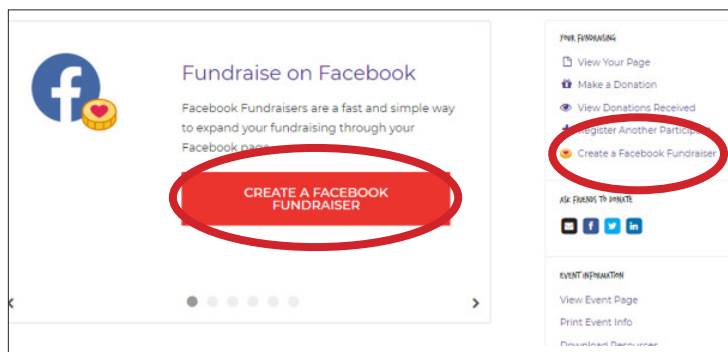 Fundraise on Facebook
Facebook Fundraisers are a fast and simple way
to expand your fundraising through your
Facebook page.
CREATE A FACEBOOK
FUNDRAISER
YOUR FUNDRAISING
View Your Page
Make a Donation
View Donations Received
Register Another Participant
Create a Facebook Fundraiser
ASK FRIENDS TO DONATE
EVENT INFORMATION
View Event Page
Print Event Info
Download Resources